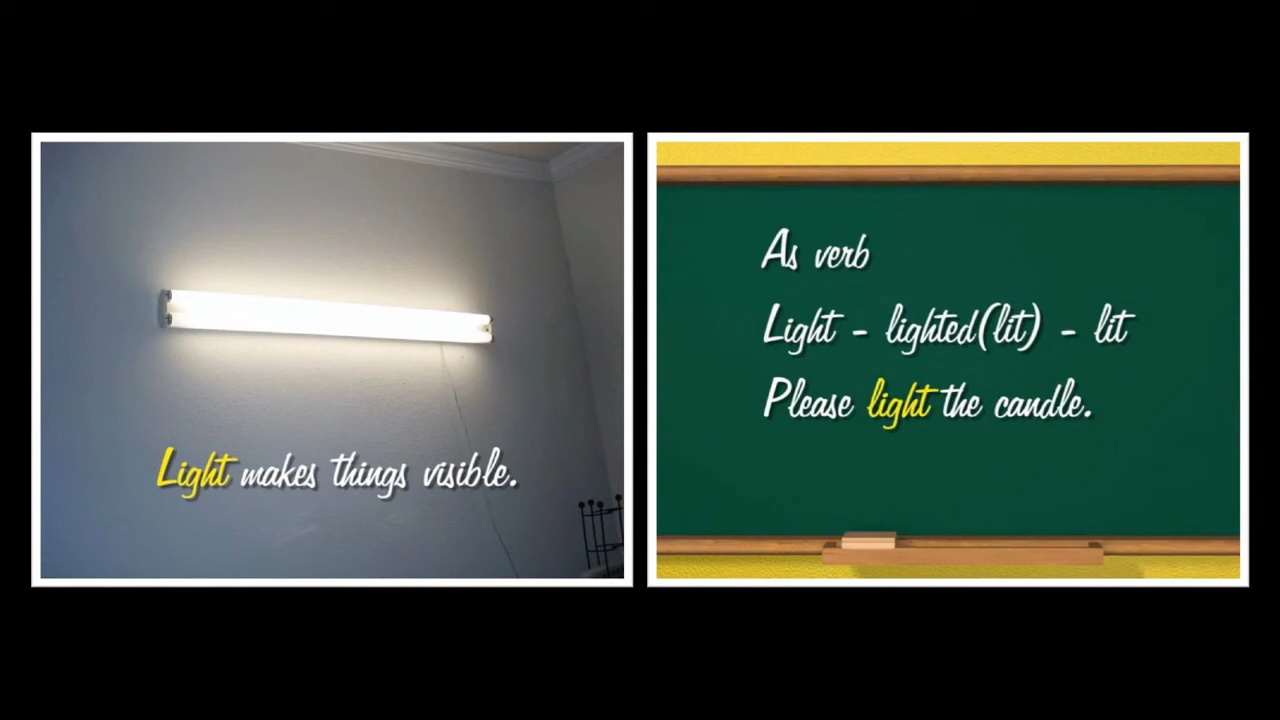 Light makes things visible.
As verb
Light - lighted(lit) - lit
Please light the candle.